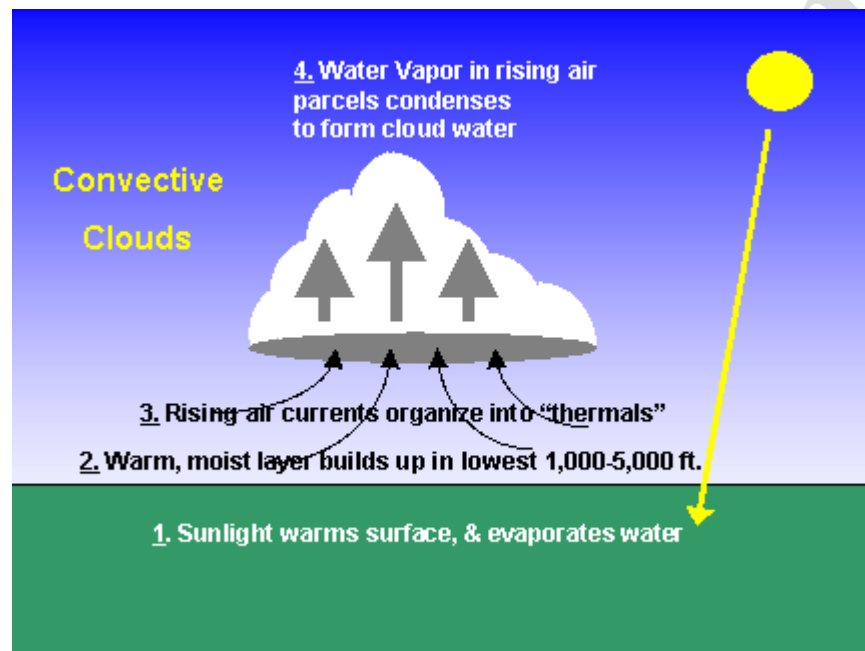 4. Water Vapor in rising air
parcels condenses
to form cloud water
Convective
Clouds
3. Rising air currents organize into “thermals”
2. Warm, moist layer builds up in lowest 1,000-5,000 ft.
1. Sunlight warms surface, & evaporates water